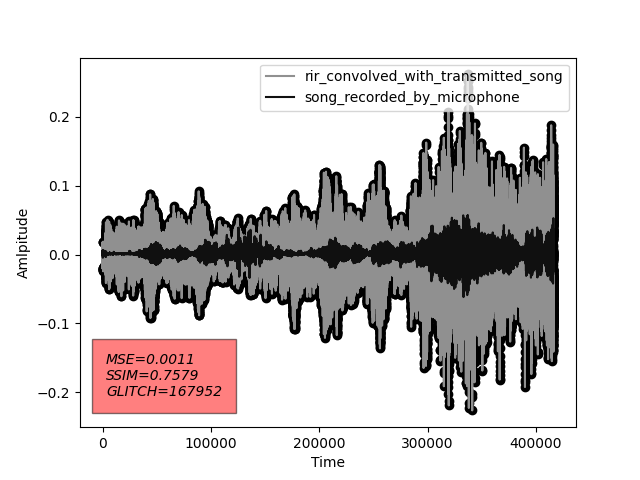 rir_convolved_with_transmitted_song
song_recorded_by_microphone
0.2
0.1
0.0
−0.1
−0.2
Amlpitude
MSE=0.0011
SSIM=0.7579
GLITCH=167952
0 100000 200000 300000 400000
Time